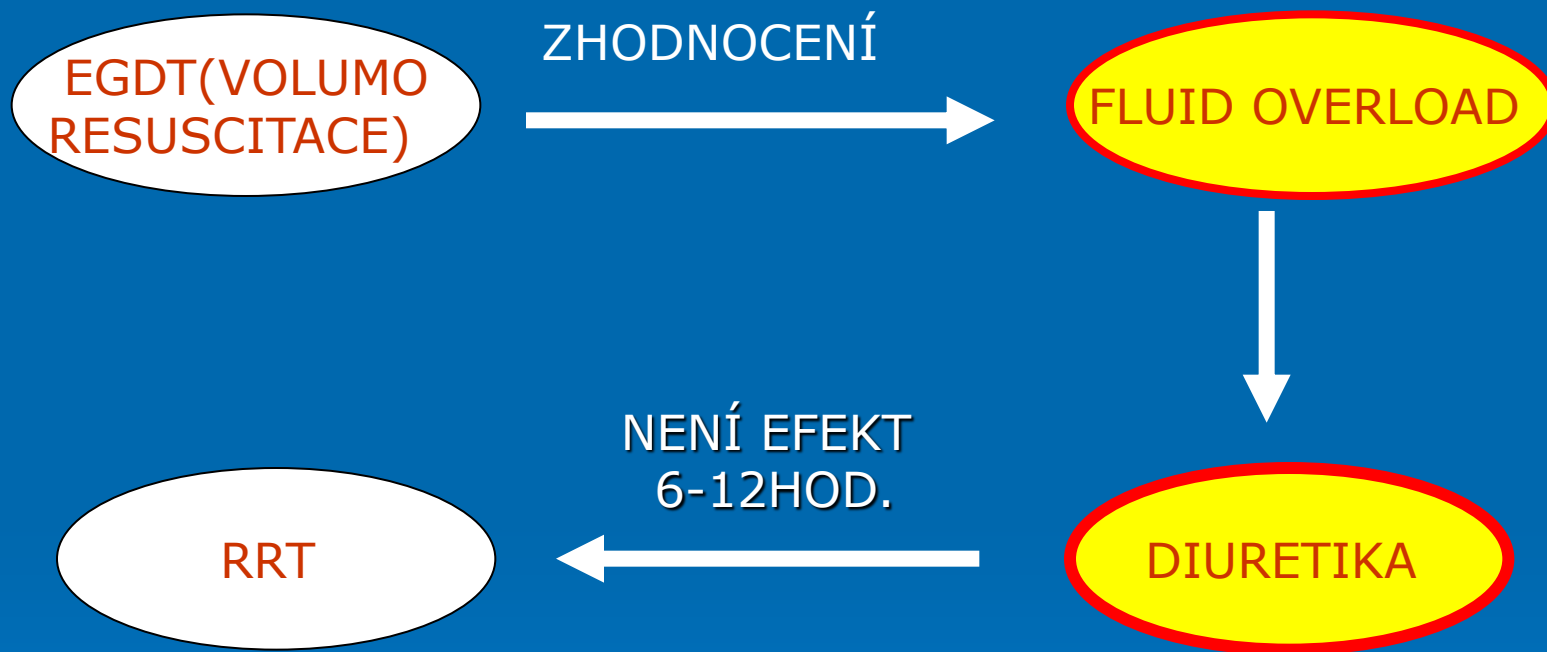 EGDT(VOLUMO
RESUSCITACE)
ZHODNOCENÍ
FLUID OVERLOAD
NENÍ EFEKT
6-12HOD.
RRT
DIURETIKA